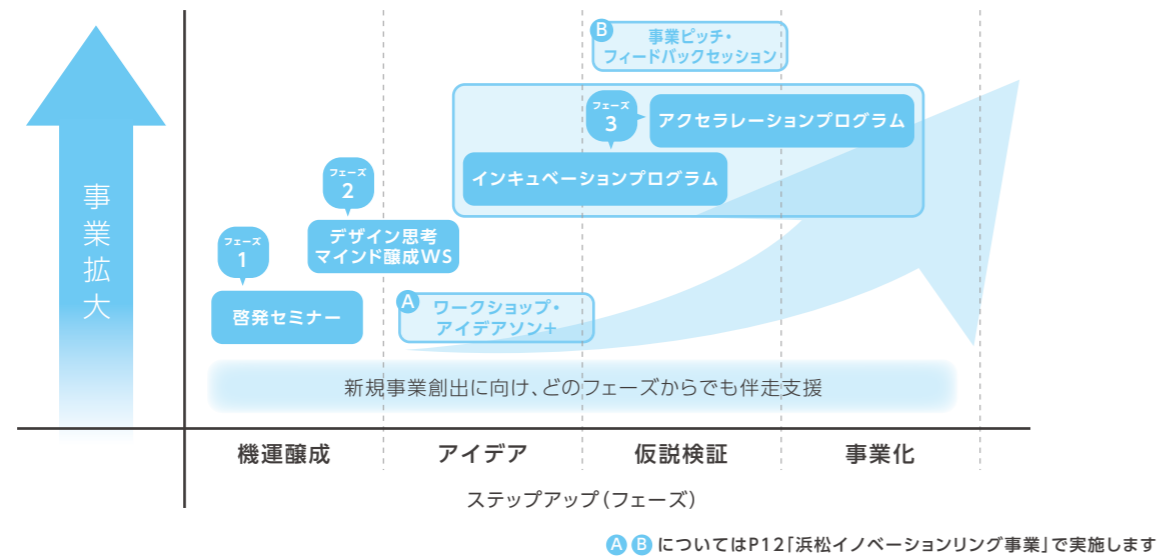 B
事業ピッチ・
フィードバックセッション
フェーズ
3
アクセラレーションプログラム
インキュベーションプログラム
フェーズ
2
デザイン思考
マインド醸成WS
フェーズ
1
啓発セミナー
A
ワークショップ・
アイデアソン+
事業拡大
新規事業創出に向け、どのフェーズからでも伴走支援
機運醸成
アイデア
仮説検証
事業化
ステップアップ(フェーズ)
A B についてはP12「浜松イノベーションリング事業」で実施します